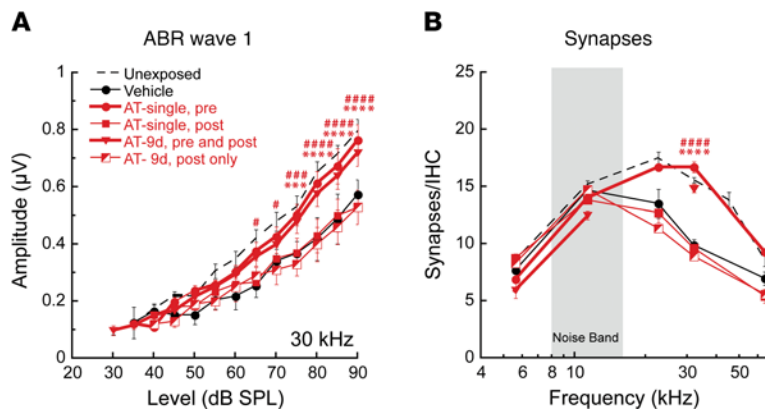 A
ABR wave 1
1
0.8
0.6
0.4
0.2
0
Amplitude (µV)
Unexposed
Vehicle
AT-single, pre
AT-single, post
AT-9d, pre and post
AT- 9d, post only
#
#
###
***
####
****
####
****
####
****
30 kHz
20 30 40 50 60 70 80 90
Level (dB SPL)
B
Synapses
25
20
15
10
5
0
Synapses/IHC
####
****
Noise Band
4 6 8 10 30 50
Frequency (kHz)